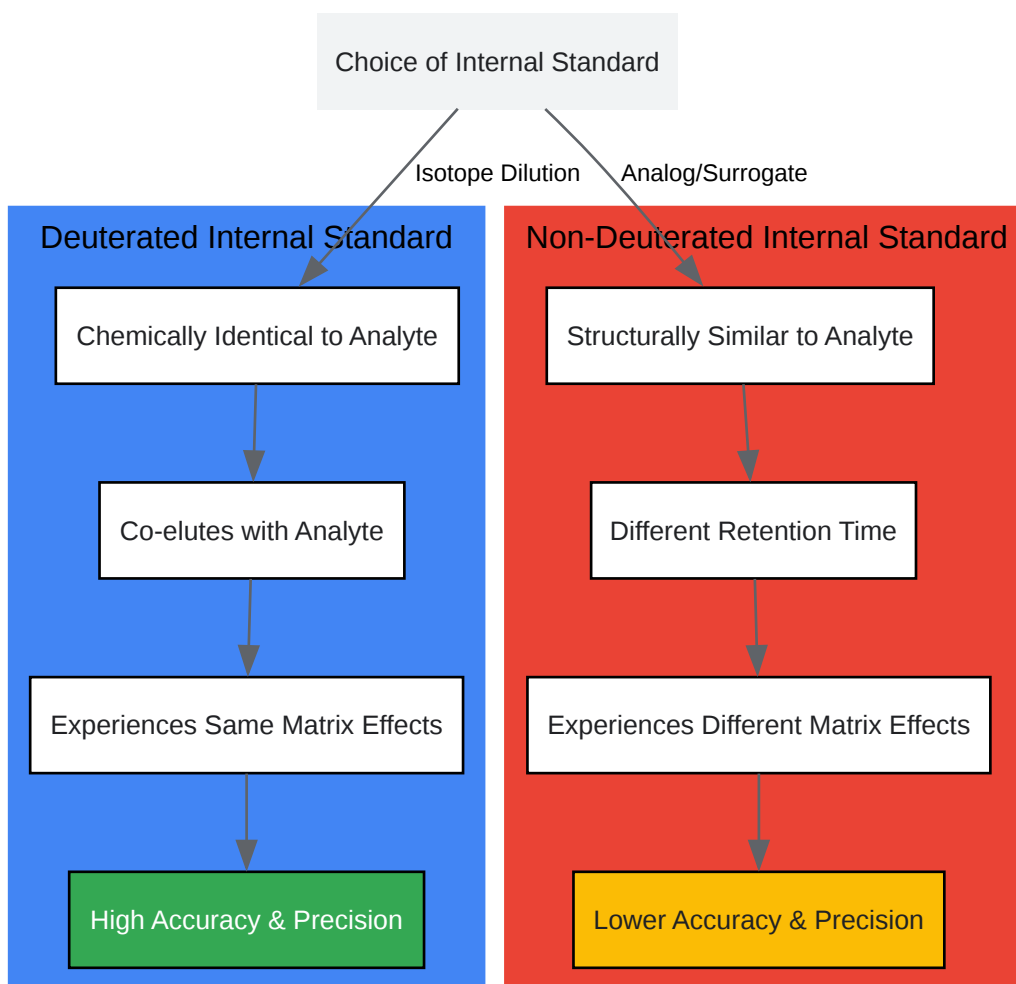 Choice of Internal Standard
Isotope Dilution
Analog/Surrogate
Deuterated Internal Standard
Non-Deuterated Internal Standard
Chemically Identical to Analyte
Structurally Similar to Analyte
Co-elutes with Analyte
Different Retention Time
Experiences Same Matrix Effects
Experiences Different Matrix Effects
High Accuracy & Precision
Lower Accuracy & Precision